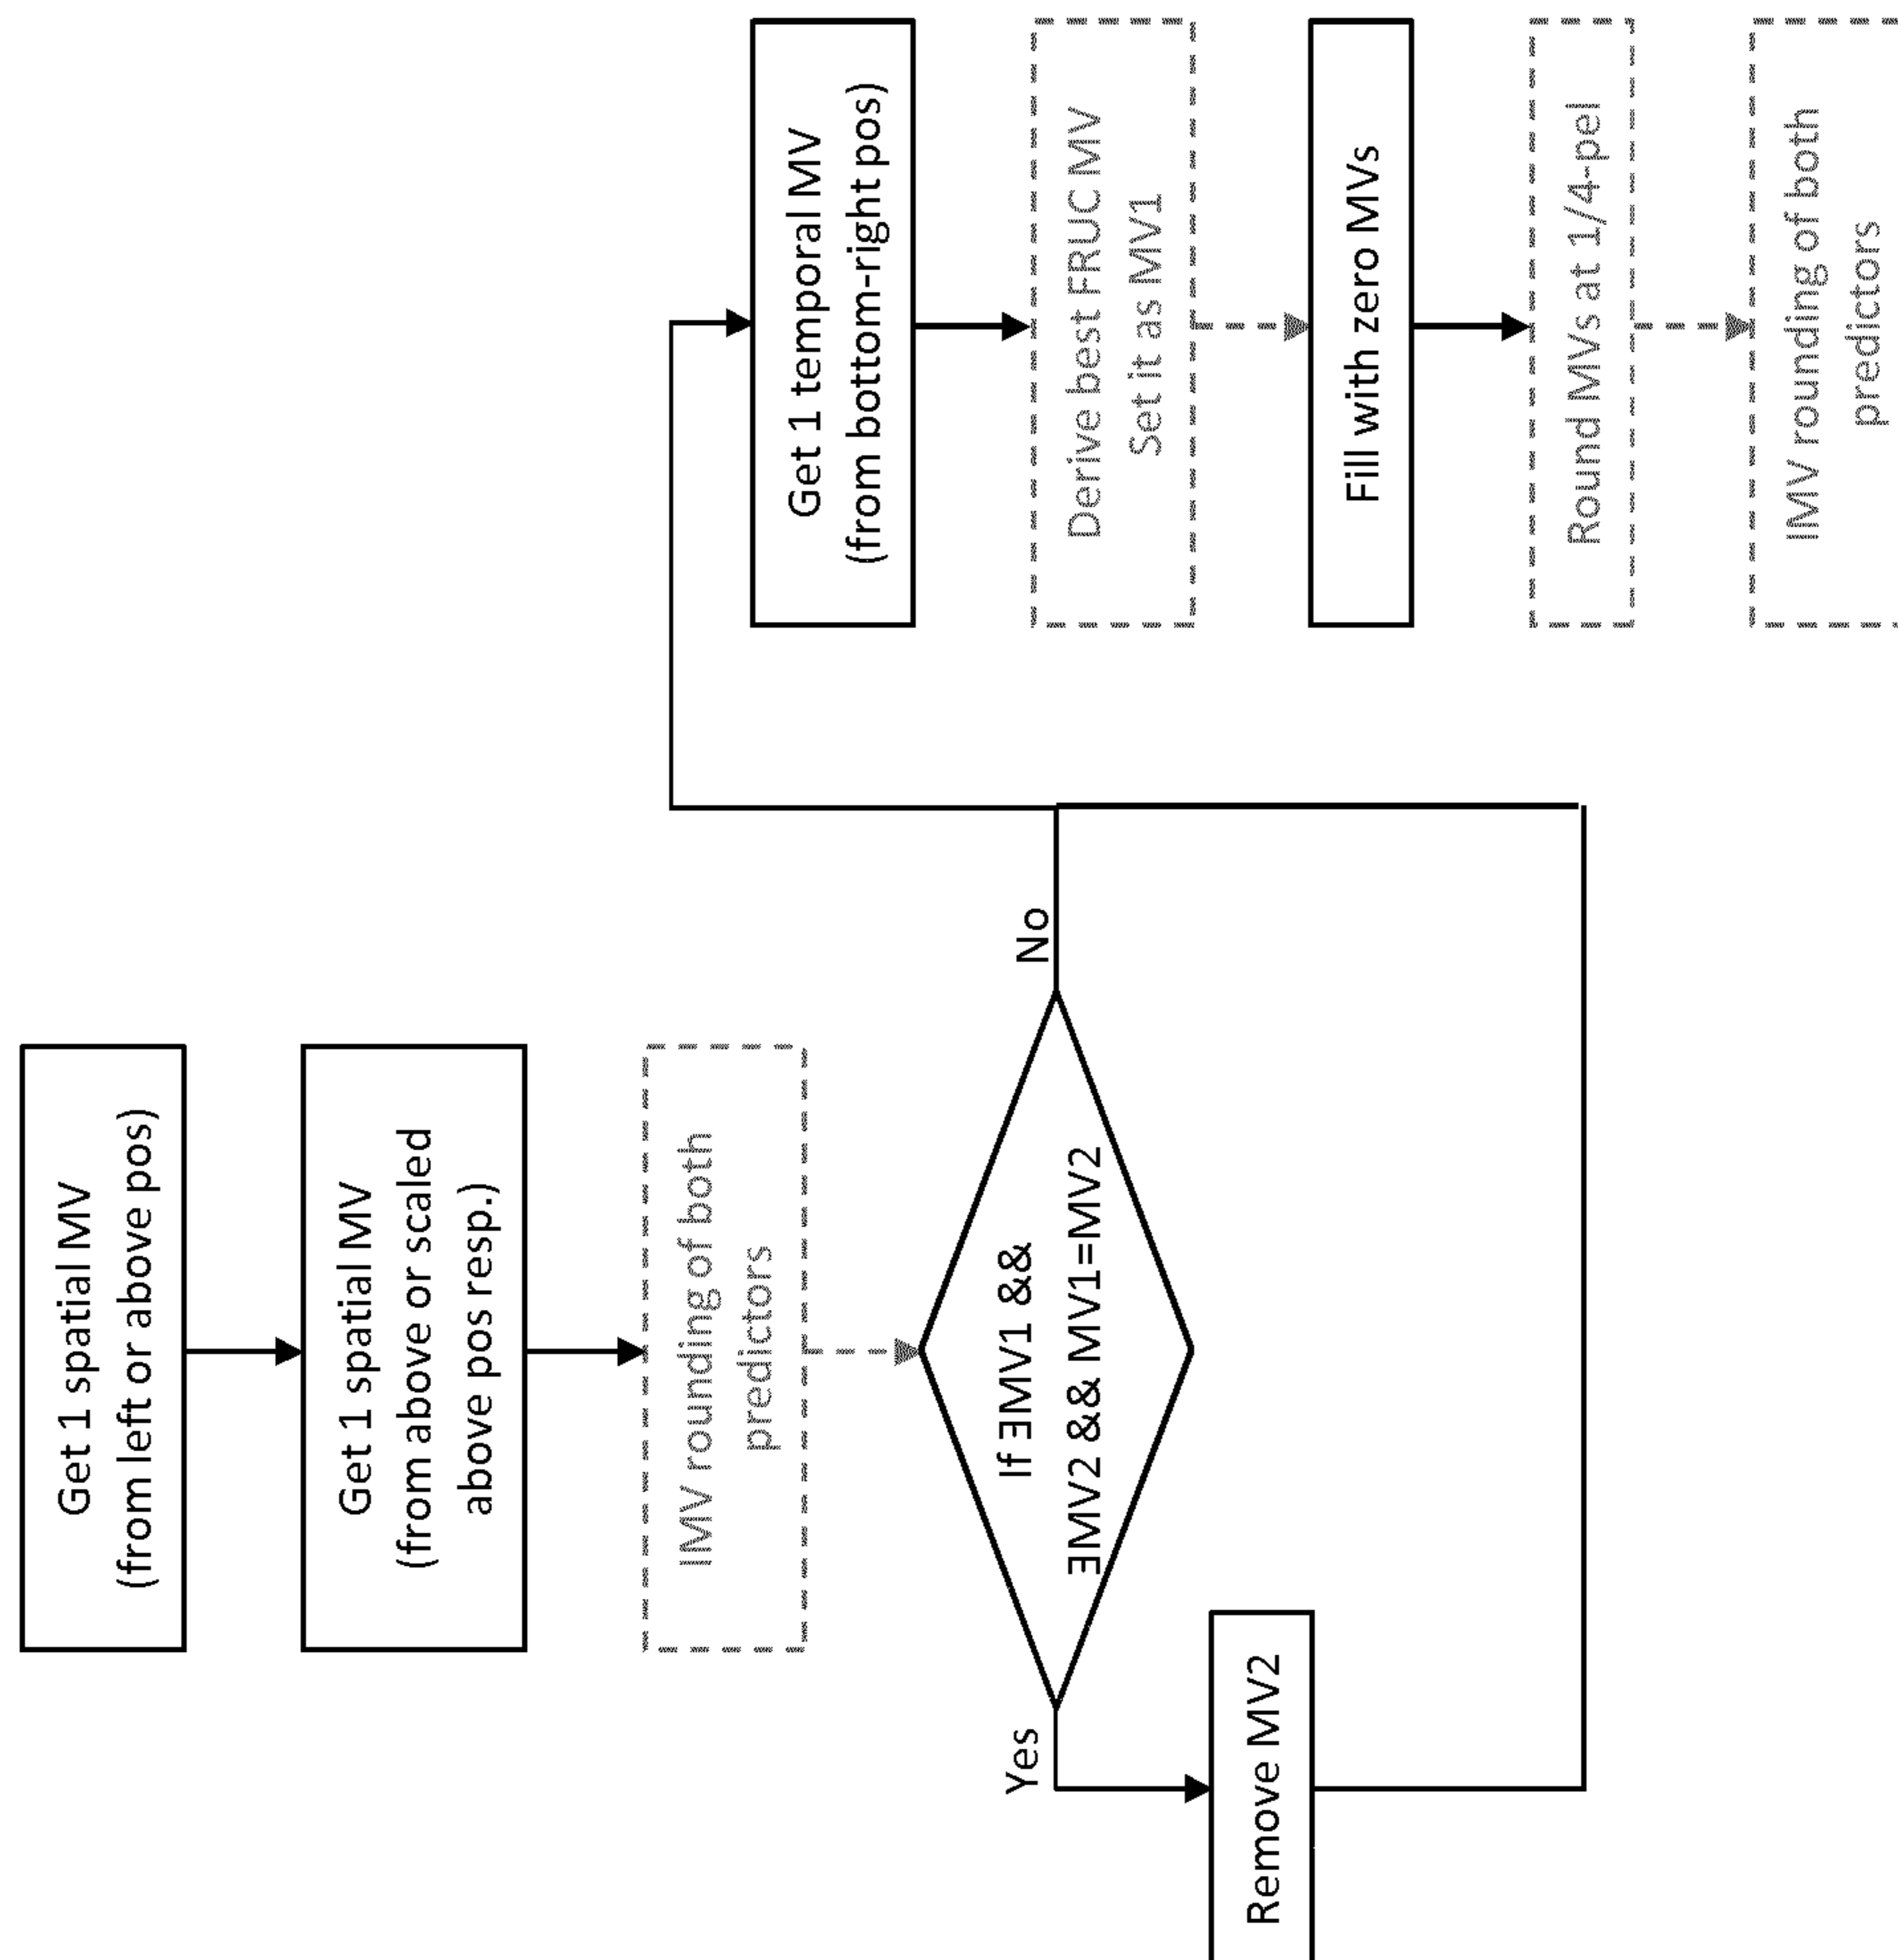 Get 1 spatial MV
(from left or above pos)
Get 1 spatial MV
(from above or scaled
above pos resp.)
IMV rounding of both
predictors
If ∃MV1 &&
∃MV2 && MV1=MV2
Yes
No
Remove MV2
Get 1 temporal MV
(from bottom-right pos)
Derive best FRUC MV
Set it as MV1
Fill with zero MVs
Round MVs at 1/4-pel
IMV rounding of both
predictors